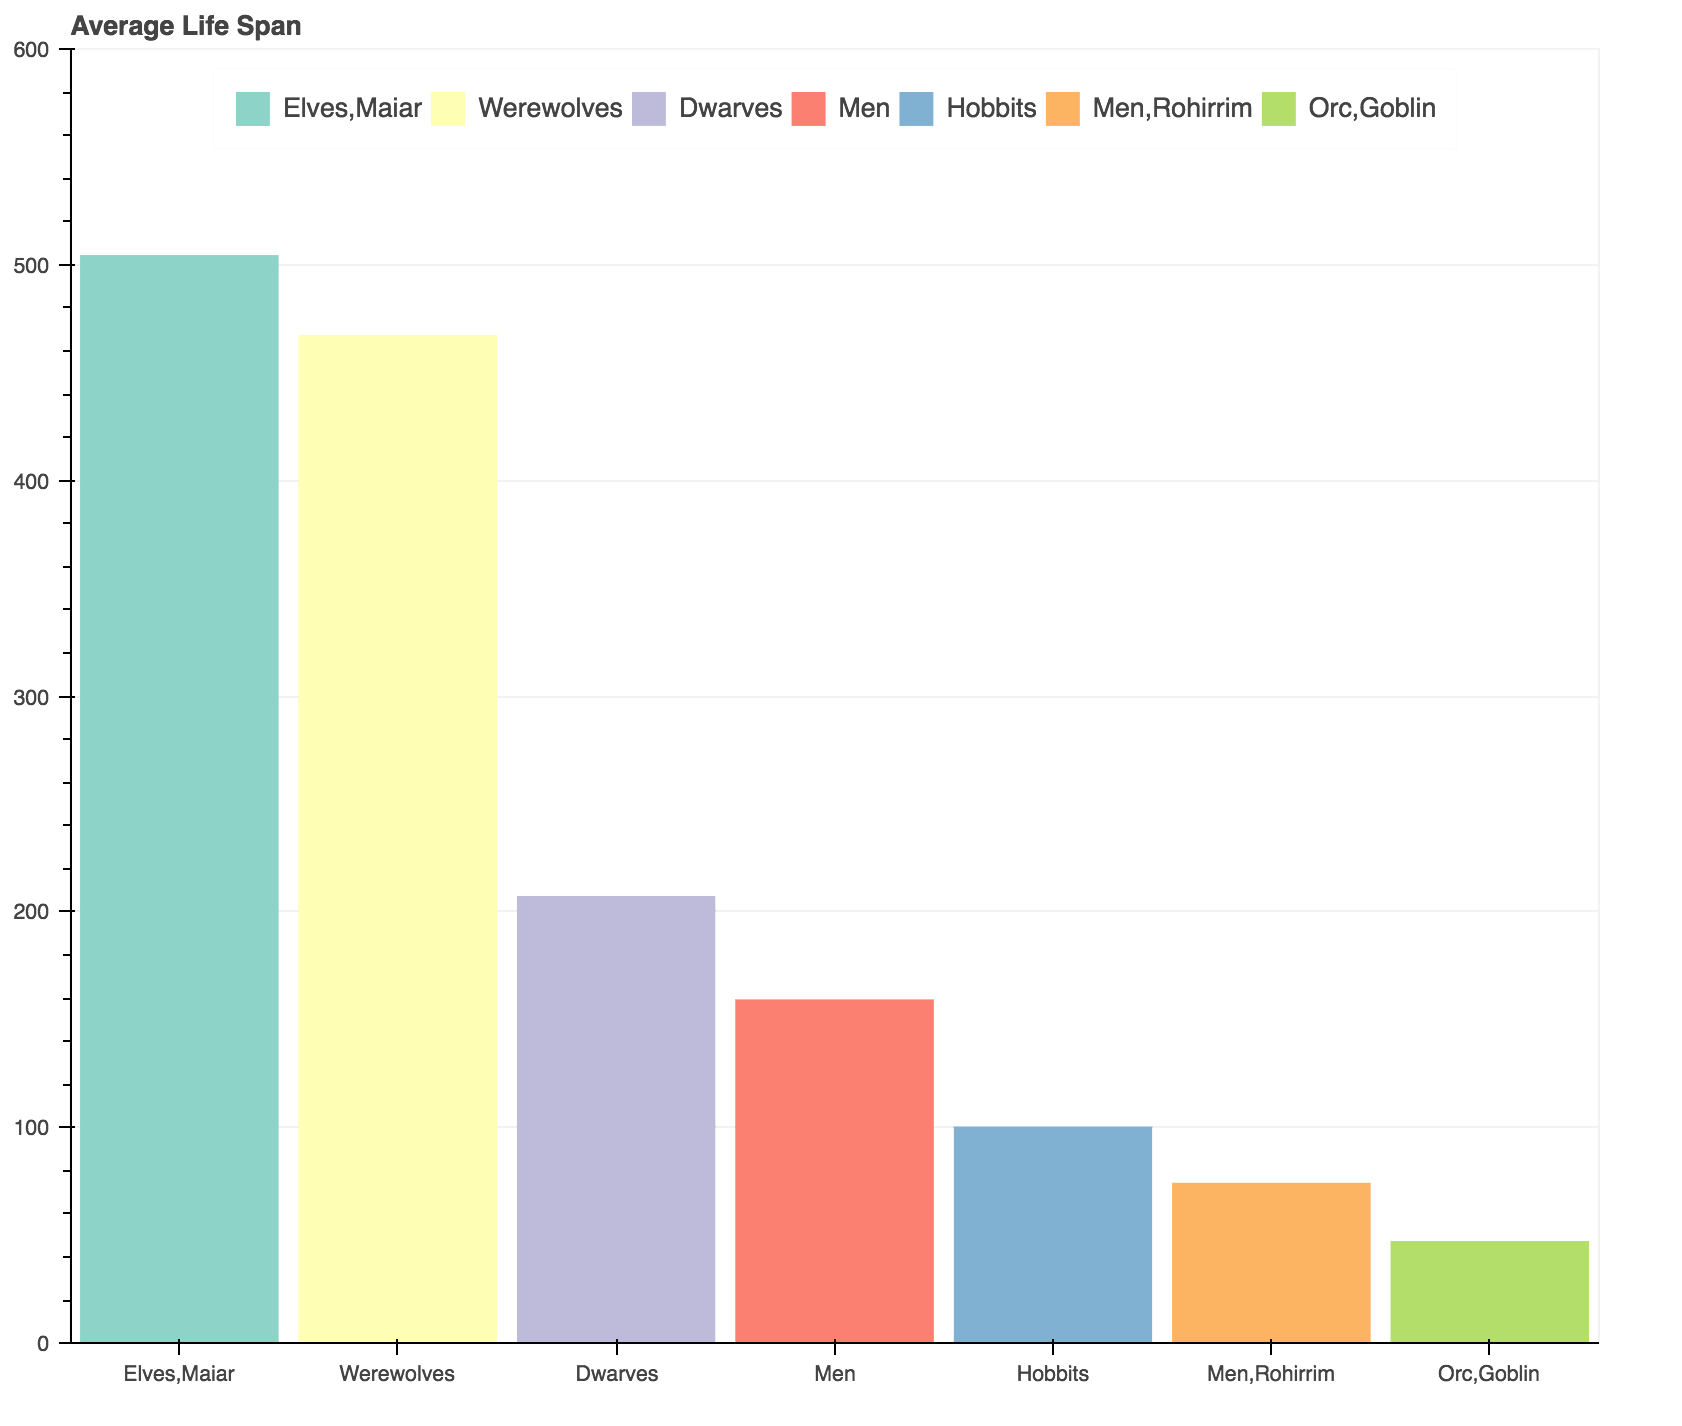 Average Life Span
600
Elves,Maiar Werewolves Dwarves Men Hobbits Men,Rohirrim Orc,Goblin
500
400
300
200
100
0
Elves,Maiar Werewolves Dwarves Men Hobbits Men,Rohirrim Orc,Goblin